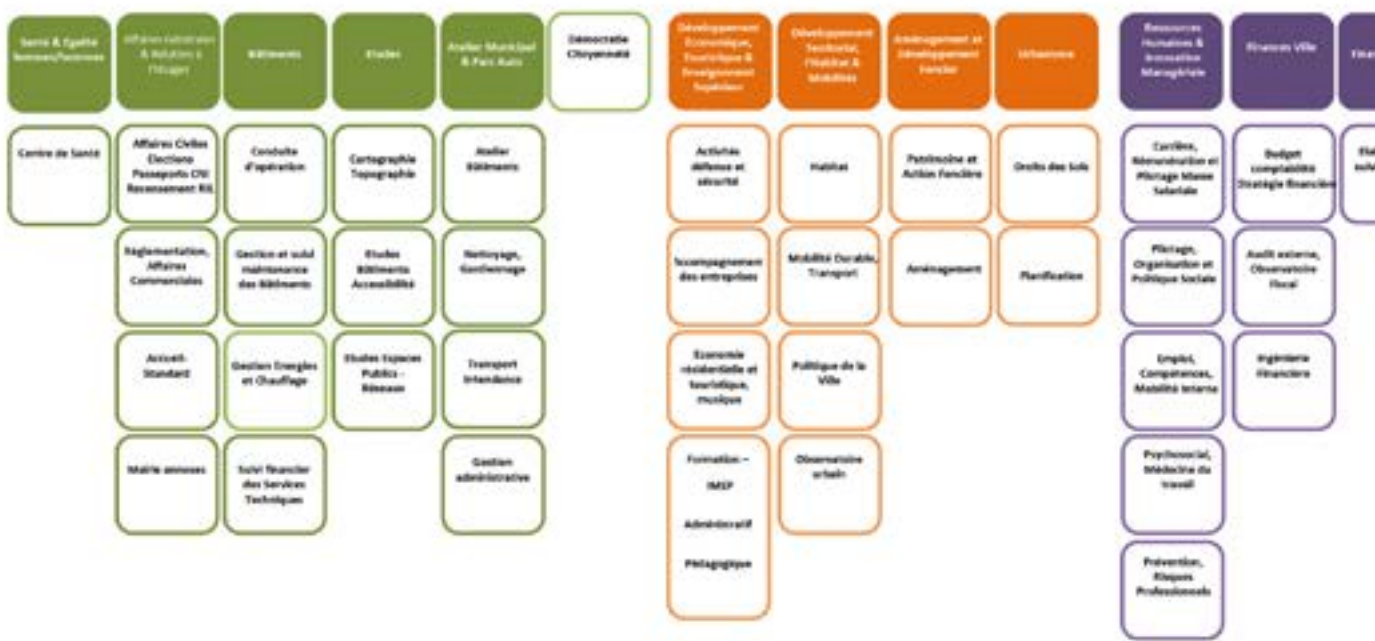 Santé & Egalité
femmes/hommes
Affaires Générales
& Relation à
l'Usager
Bâtiments
Etudes
Atelier Municipal
& Parc Auto
Démocratie
Citoyenneté
Développement
Economique,
Touristique &
Enseignement
Supérieur
Développement
Territorial,
l'Habitat &
Mobilités
Aménagement et
Développement
Foncier
Urbanisme
Ressources
Humaines &
Innovation
Managériale
Finances Ville
Centre de Santé
Affaires Civiles
Elections
Passeports CNI
Recensement RIL
Conduite
d'opération
Cartographie
Topographie
Atelier
Bâtiments
Activités
défense et
sécurité
Habitat
Patrimoine et
Action Foncière
Droits des Sols
Carrière,
Rémunération et
Pilotage Masse
Salariale
Budget
comptabilité
Stratégie financière
Réglementation,
Affaires
Commerciales
Gestion et suivi
maintenance
des Bâtiments
Etudes
Bâtiments
Accessibilité
Nettoyage,
Gardiennage
Accompagnement
des entreprises
Mobilité Durable,
Transport
Aménagement
Planification
Pilotage,
Organisation et
Politique Sociale
Audit externe,
Observatoire
fiscal
Accueil-
Standard
Gestion Energies
et Chauffage
Etudes Espaces
Publics -
Réseaux
Transport
Intendance
Economie
résidentielle et
touristique,
musique
Politique de la
Ville
Emploi,
Compétences,
Mobilité Interne
Ingénierie
Financière
Mairie annexes
Suivi financier
des Services
Techniques
Gestion
administrative
Formation –
IMEP
Administratif
Pédagogique
Observatoire
urbain
Psychosocial,
Médecine du
travail
Prévention,
Risques
Professionnels